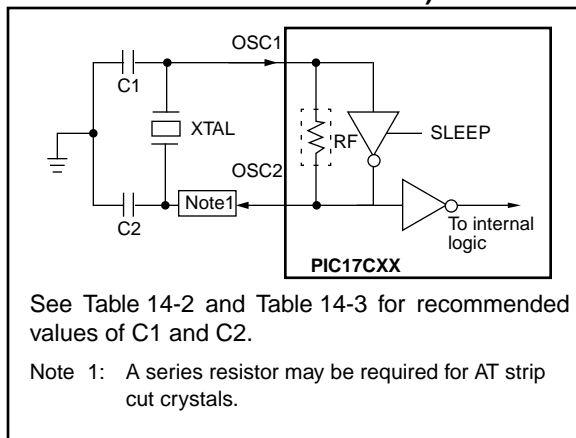 OSC1
C1
XTAL
RF
SLEEP
OSC2
Note1
C2
To internal
logic
PIC17CXX
See Table 14-2 and Table 14-3 for recommended
values of C1 and C2.
Note 1: A series resistor may be required for AT strip
cut crystals.